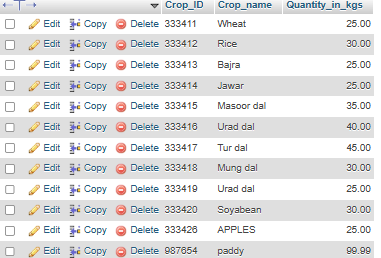 Crop_ID Crop_name Quantity_in_kgs
Edit Copy Delete 333411 Wheat 25.00
Edit Copy Delete 333412 Rice 30.00
Edit Copy Delete 333413 Bajra 25.00
Edit Copy Delete 333414 Jawar 25.00
Edit Copy Delete 333415 Masoor dal 35.00
Edit Copy Delete 333416 Urad dal 40.00
Edit Copy Delete 333417 Tur dal 45.00
Edit Copy Delete 333418 Mung dal 30.00
Edit Copy Delete 333419 Urad dal 25.00
Edit Copy Delete 333420 Soyabean 30.00
Edit Copy Delete 333426 APPLES 25.00
Edit Copy Delete 987654 paddy 99.99